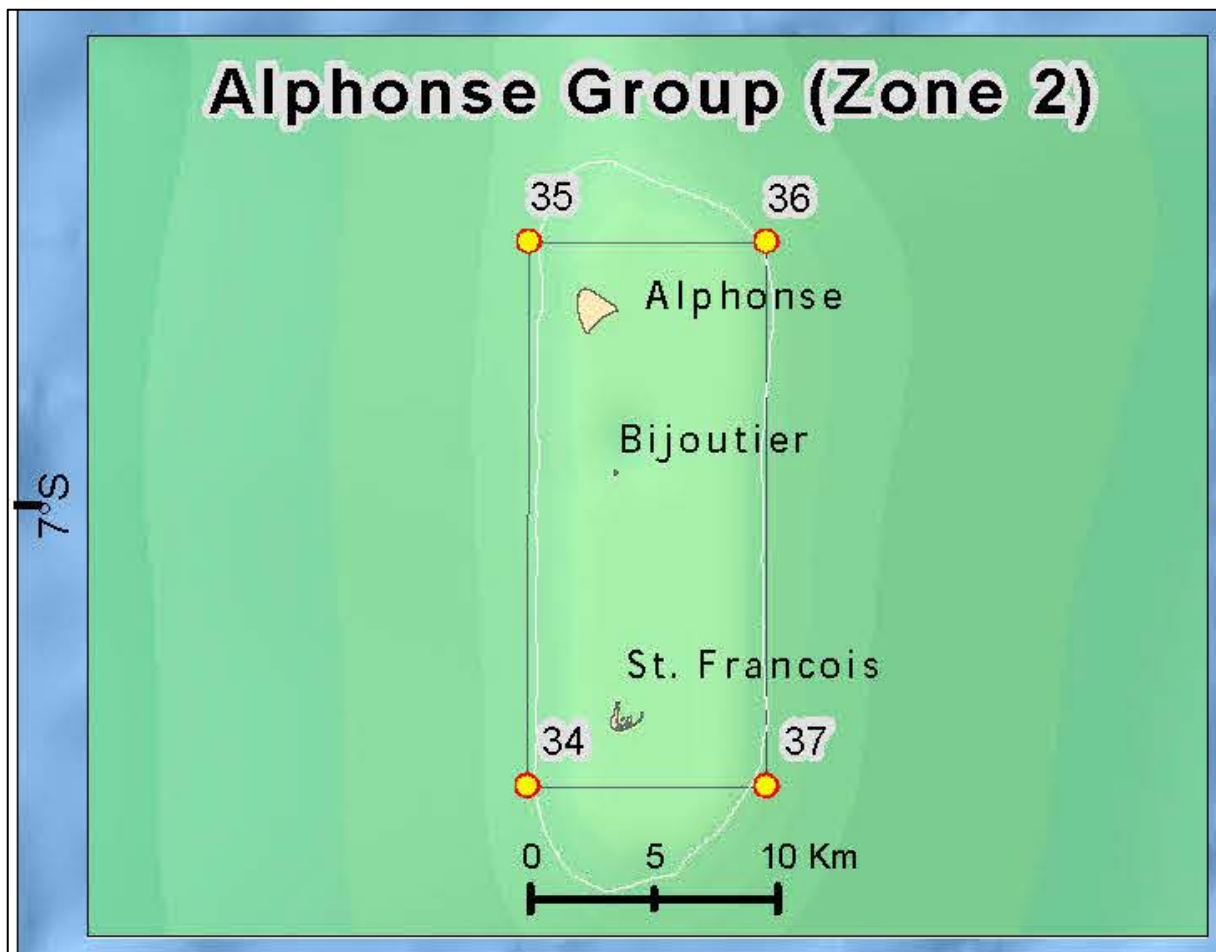 Alphonse Group (Zone 2)
35
36
Alphonse
Bijoutier
7°S
St. Francois
34
37
0 5 10 Km